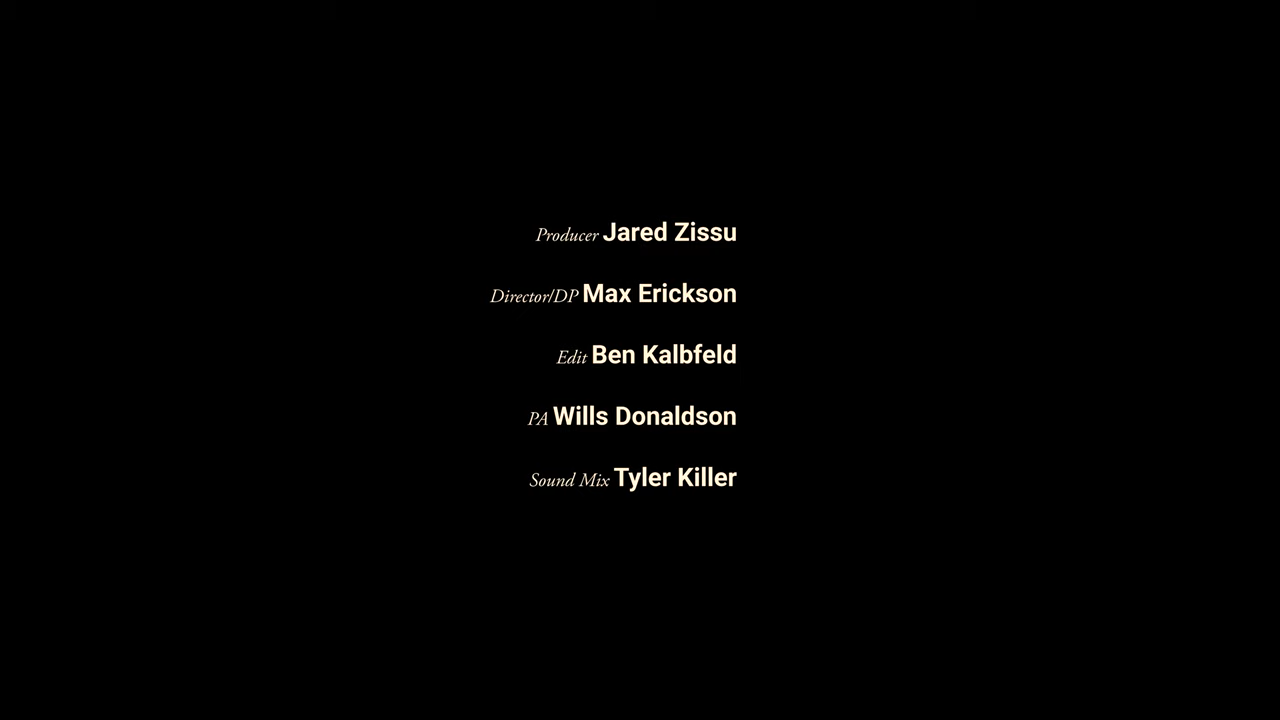 Producer Jared Zissu
Director/DP Max Erickson
Edit Ben Kalbfeld
PA Wills Donaldson
Sound Mix Tyler Killer